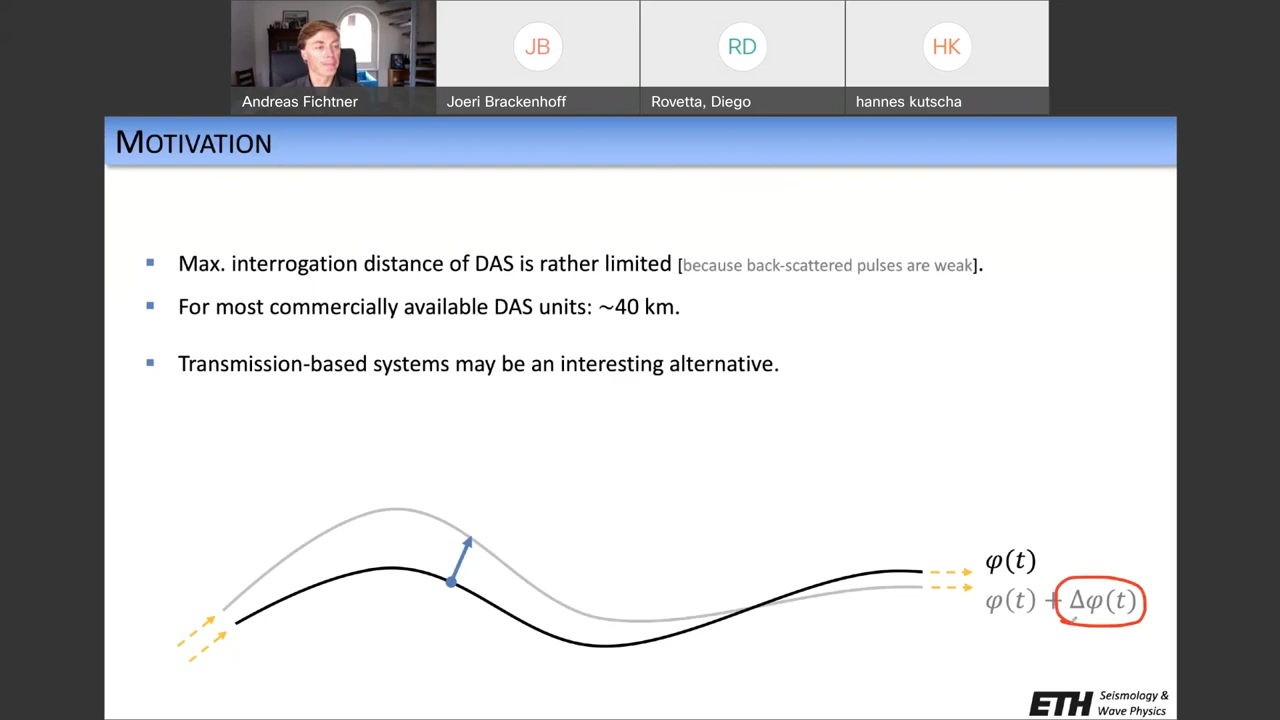 JB
RD
HK
Andreas Fichtner
Joeri Brackenhoff
Rovetta, Diego
hannes kutscha
MOTIVATION
▪ Max. interrogation distance of DAS is rather limited [because back-scattered pulses are weak].
▪ For most commercially available DAS units: ~40 km.
▪ Transmission-based systems may be an interesting alternative.
φ(t)
φ(t) + Δφ(t)
ETH Seismology &
Wave Physics